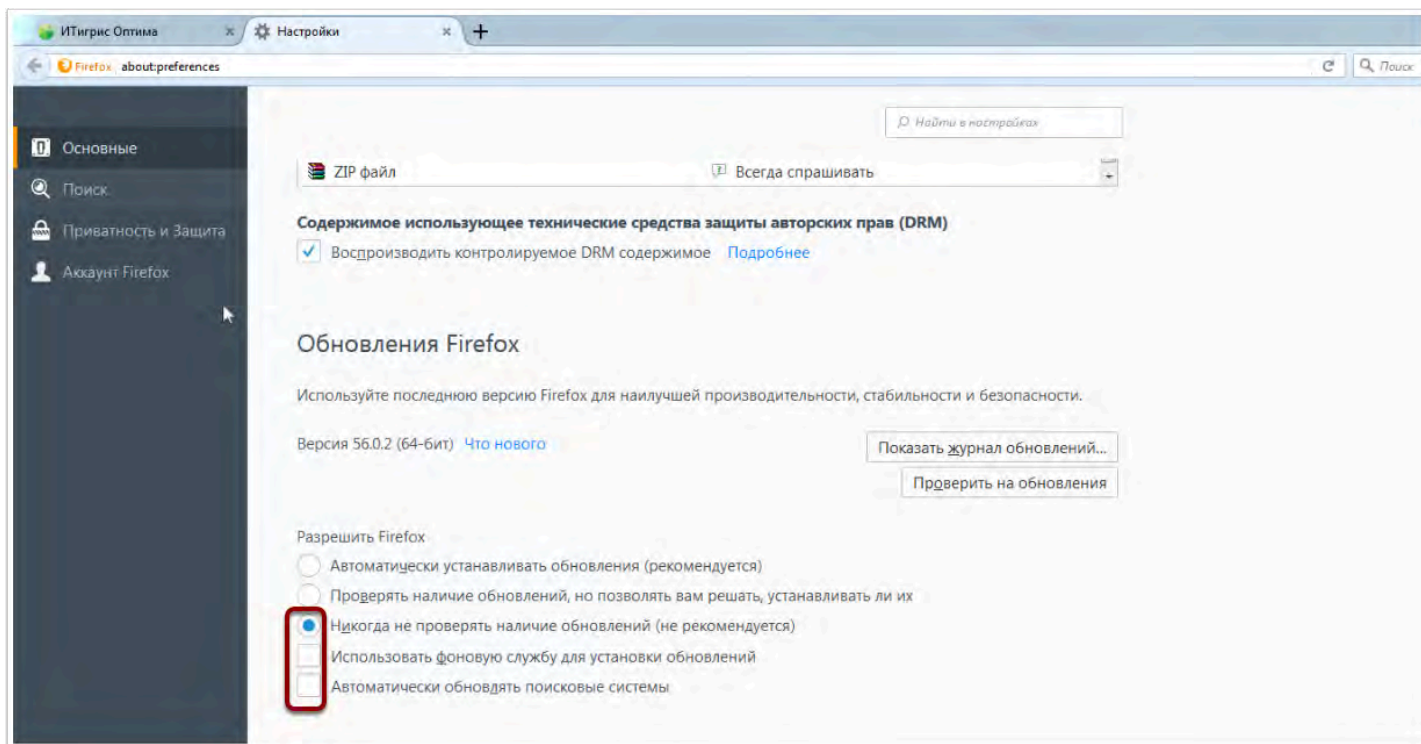 ИТигрис Оптима
Настройки
Firefox about:preferences
Поиск
Найти в настройках
Основные
Поиск
Приватность и Защита
Аккаунт Firefox
ZIP файл Всегда спрашивать
Содержимое использующее технические средства защиты авторских прав (DRM)
Воспроизводить контролируемое DRM содержимое Подробнее
Обновления Firefox
Используйте последнюю версию Firefox для наилучшей производительности, стабильности и безопасности.
Версия 56.0.2 (64-бит) Что нового
Показать журнал обновлений...
Проверить на обновления
Разрешить Firefox
Автоматически устанавливать обновления (рекомендуется)
Проверять наличие обновлений, но позволять вам решать, устанавливать ли их
Никогда не проверять наличие обновлений (не рекомендуется)
Использовать фоновую службу для установки обновлений
Автоматически обновлять поисковые системы